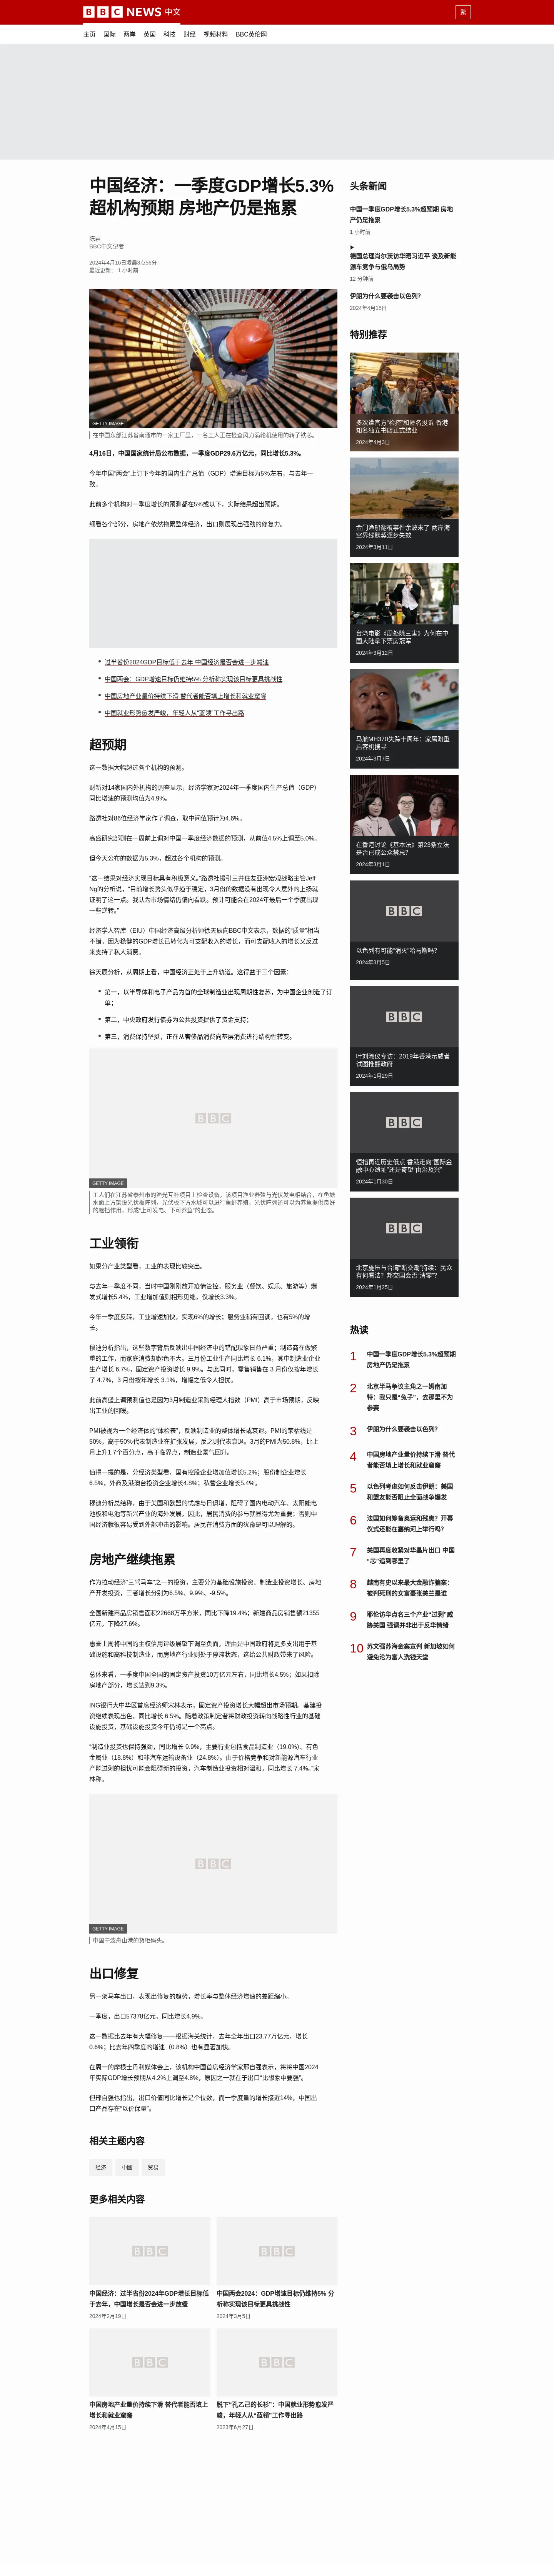 BBC NEWS 中文
繁
主页 国际 两岸 英国 科技 财经 视频材料 BBC英伦网
中国经济：一季度GDP增长5.3%
超机构预期 房地产仍是拖累
陈岩
BBC中文记者
2024年4月16日凌晨3点56分
最近更新： 1 小时前
GETTY IMAGE
在中国东部江苏省南通市的一家工厂里，一名工人正在检查风力涡轮机使用的转子铁芯。
4月16日，中国国家统计局公布数据，一季度GDP29.6万亿元，同比增长5.3%。
今年中国“两会”上订下今年的国内生产总值（GDP）增速目标为5％左右，与去年一
致。
此前多个机构对一季度增长的预测都在5%或以下，实际结果超出预期。
细看各个部分，房地产依然拖累整体经济，出口则展现出强劲的修复力。
过半省份2024GDP目标低于去年 中国经济是否会进一步减速
中国两会：GDP增速目标仍维持5% 分析称实现该目标更具挑战性
中国房地产业量价持续下滑 替代者能否填上增长和就业窟窿
中国就业形势愈发严峻，年轻人从“蓝领”工作寻出路
超预期
这一数据大幅超过各个机构的预测。
财新对14家国内外机构的调查显示，经济学家对2024年一季度国内生产总值（GDP）
同比增速的预测均值为4.9%。
路透社对86位经济学家作了调查，取中间值预计为4.6%。
高盛研究部则在一周前上调对中国一季度经济数据的预测，从前值4.5%上调至5.0%。
但今天公布的数据为5.3%，超过各个机构的预测。
“这一结果对经济实现目标具有积极意义。”路透社援引三井住友亚洲宏观战略主管Jeff
Ng的分析说，“目前增长势头似乎趋于稳定，3月份的数据没有出现令人意外的上扬就
证明了这一点。我认为市场情绪仍偏向看跌。预计可能会在2024年最后一个季度出现
一些逆转。”
经济学人智库（EIU）中国经济高级分析师徐天辰向BBC中文表示，数据的“质量”相当
不错，因为稳健的GDP增长已转化为可支配收入的增长，而可支配收入的增长又反过
来支持了私人消费。
徐天辰分析，从周期上看，中国经济正处于上升轨道。这得益于三个因素：
第一，以半导体和电子产品为首的全球制造业出现周期性复苏，为中国企业创造了订
单；
第二，中央政府发行债券为公共投资提供了资金支持；
第三，消费保持坚挺，正在从奢侈品消费向基层消费进行结构性转变。
BBC
GETTY IMAGE
工人们在江苏省泰州市的渔光互补项目上检查设备，该项目渔业养殖与光伏发电相结合，在鱼塘
水面上方架设光伏板阵列，光伏板下方水域可以进行鱼虾养殖，光伏阵列还可以为养鱼提供良好
的遮挡作用，形成“上可发电、下可养鱼”的业态。
工业领衔
如果分产业类型看，工业的表现比较突出。
与去年一季度不同，当时中国刚刚放开疫情管控，服务业（餐饮、娱乐、旅游等）爆
发式增长5.4%，工业增加值则相形见绌，仅增长3.3%。
今年一季度反转，工业增速加快，实现6%的增长；服务业稍有回调，也有5%的增
长。
穆迪分析指出，这些数字背后反映出中国经济中的错配现象日益严重；制造商在做繁
重的工作，而家庭消费却起色不大。三月份工业生产同比增长 6.1%，其中制造业企业
生产增长 6.7%，固定资产投资增长 9.9%。与此同时，零售销售在 3 月份仅按年增长
了 4.7%，3 月份按年增长 3.1%，增幅之低令人担忧。
此前高盛上调预测值也是因为3月制造业采购经理人指数（PMI）高于市场预期，反映
出工业的回暖。
PMI被视为一个经济体的“体检表”，反映制造业的整体增长或衰退。PMI的荣枯线是
50%，高于50％代表制造业在扩张发展，反之则代表衰退。3月的PMI为50.8%，比上
月上升1.7个百分点，高于临界点，制造业景气回升。
值得一提的是，分经济类型看，国有控股企业增加值增长5.2%；股份制企业增长
6.5%，外商及港澳台投资企业增长4.8%；私营企业增长5.4%。
穆迪分析总结称，由于美国和欧盟的忧虑与日俱增，阻碍了国内电动汽车、太阳能电
池板和电池等新兴产业的海外发展，因此，居民消费的参与就显得尤为重要；否则中
国经济就很容易受到外部冲击的影响。居民在消费方面的犹豫是可以理解的。
房地产继续拖累
作为拉动经济“三驾马车”之一的投资，主要分为基础设施投资、制造业投资增长、房地
产开发投资，三者增长分别为6.5%、9.9%、-9.5%。
全国新建商品房销售面积22668万平方米，同比下降19.4%；新建商品房销售额21355
亿元，下降27.6%。
惠誉上周将中国的主权信用评级展望下调至负面，理由是中国政府将更多支出用于基
础设施和高科技制造业，而房地产行业则处于停滞状态，这给公共财政带来了风险。
总体来看，一季度中国全国的固定资产投资10万亿元左右，同比增长4.5%；如果扣除
房地产部分，增长达到9.3%。
ING银行大中华区首席经济师宋林表示，固定资产投资增长大幅超出市场预期。基建投
资继续表现出色，同比增长 6.5%。随着政策制定者将财政投资转向战略性行业的基础
设施投资，基础设施投资今年仍将是一个亮点。
“制造业投资也保持强劲，同比增长 9.9%，主要行业包括食品制造业（19.0%）、有色
金属业（18.8%）和非汽车运输设备业（24.8%）。由于价格竞争和对新能源汽车行业
产能过剩的担忧可能会阻碍新的投资，汽车制造业投资相对温和，同比增长 7.4%。”宋
林称。
BBC
GETTY IMAGE
中国宁波舟山港的货柜码头。
出口修复
另一架马车出口，表现出修复的趋势，增长率与整体经济增速的差距缩小。
一季度，出口57378亿元，同比增长4.9%。
这一数据比去年有大幅修复——根据海关统计，去年全年出口23.77万亿元，增长
0.6%；比去年四季度的增速（0.8%）也有显著加快。
在周一的摩根士丹利媒体会上，该机构中国首席经济学家邢自强表示，将将中国2024
年实际GDP增长预期从4.2%上调至4.8%，原因之一就在于出口“比想象中要强”。
但邢自强也指出，出口价值同比增长是个位数，而一季度量的增长接近14%，中国出
口产品存在“以价保量”。
相关主题内容
经济 中國 贸易
更多相关内容
BBC
中国经济：过半省份2024年GDP增长目标低
于去年，中国增长是否会进一步放缓
2024年2月19日
BBC
中国两会2024：GDP增速目标仍维持5% 分
析称实现该目标更具挑战性
2024年3月5日
BBC
中国房地产业量价持续下滑 替代者能否填上
增长和就业窟窿
2024年4月15日
BBC
脱下“孔乙己的长衫”：中国就业形势愈发严
峻，年轻人从“蓝领”工作寻出路
2023年6月27日
头条新闻
中国一季度GDP增长5.3%超预期 房地
产仍是拖累
1 小时前
德国总理肖尔茨访华晤习近平 谈及新能
源车竞争与俄乌局势
12 分钟前
伊朗为什么要袭击以色列？
2024年4月15日
特别推荐
多次遭官方“检控”和匿名投诉 香港
知名独立书店正式结业
2024年4月3日
金门渔船翻覆事件余波未了 两岸海
空界线默契逐步失效
2024年3月11日
台湾电影《周处除三害》为何在中
国大陆拿下票房冠军
2024年3月12日
马航MH370失踪十周年：家属盼重
启客机搜寻
2024年3月7日
在香港讨论《基本法》第23条立法
是否已成公众禁忌？
2024年3月1日
BBC
以色列有可能“消灭”哈马斯吗？
2024年3月5日
BBC
叶刘淑仪专访：2019年香港示威者
试图推翻政府
2024年1月29日
BBC
恒指再近历史低点 香港走向“国际金
融中心遗址”还是寄望“由治及兴”
2024年1月30日
BBC
北京施压与台湾“断交潮”持续：民众
有何看法？邦交国会否“清零”？
2024年1月25日
热读
1 中国一季度GDP增长5.3%超预期
房地产仍是拖累
2 北京半马争议主角之一姆南加
特：我只是“兔子”，去那里不为
参赛
3 伊朗为什么要袭击以色列？
4 中国房地产业量价持续下滑 替代
者能否填上增长和就业窟窿
5 以色列考虑如何反击伊朗：美国
和盟友能否阻止全面战争爆发
6 法国如何筹备奥运和残奥？开幕
仪式还能在塞纳河上举行吗？
7 美国再度收紧对华晶片出口 中国
“芯”追到哪里了
8 越南有史以来最大金融诈骗案：
被判死刑的女富豪张美兰是谁
9 耶伦访华点名三个产业“过剩”威
胁美国 强调并非出于反华情绪
10 苏文强苏海金案宣判 新加坡如何
避免沦为富人洗钱天堂